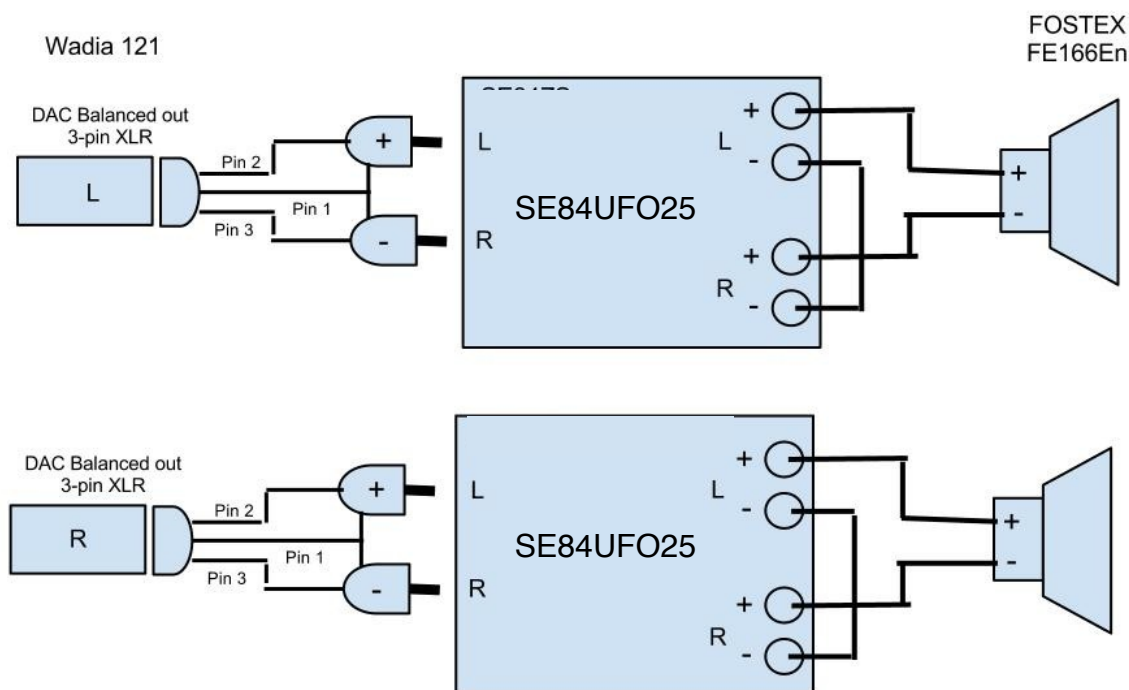 Wadia 121
FOSTEX
FE166En
DAC Balanced out
3-pin XLR
L
Pin 2
Pin 1
Pin 3
+
-
L
R
SE84UFO25
+
L
-
+
R
-
+
-
DAC Balanced out
3-pin XLR
R
Pin 2
Pin 1
Pin 3
+
-
L
R
SE84UFO25
+
L
-
+
R
-
+
-